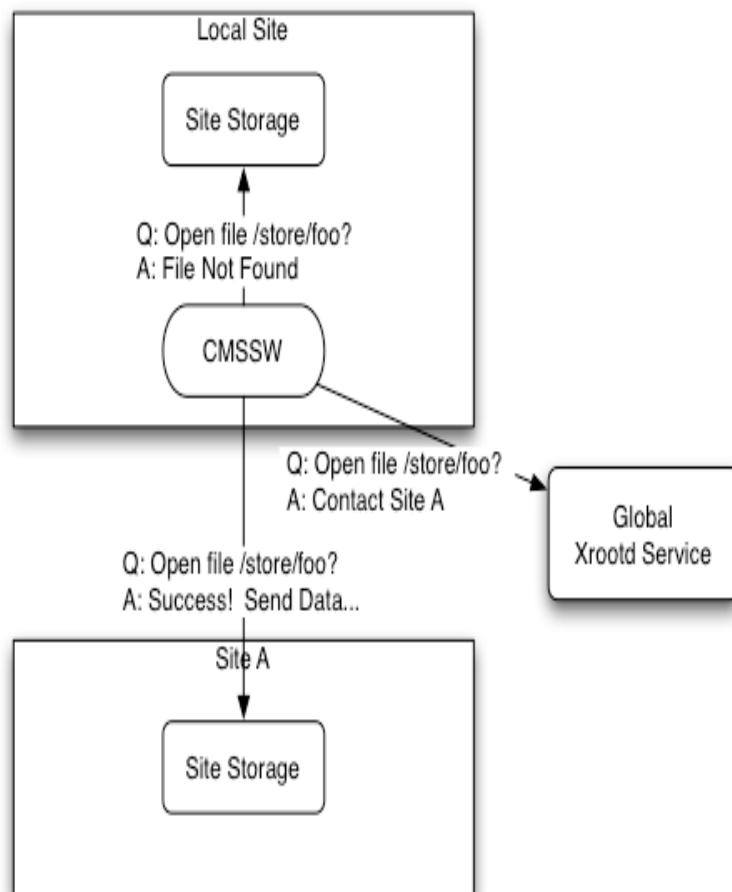 Local Site
Site Storage
Q: Open file /store/foo?
A: File Not Found
CMSSW
Q: Open file /store/foo?
A: Contact Site A
Global
Xrootd Service
Q: Open file /store/foo?
A: Success!  Send Data...
Site A
Site Storage